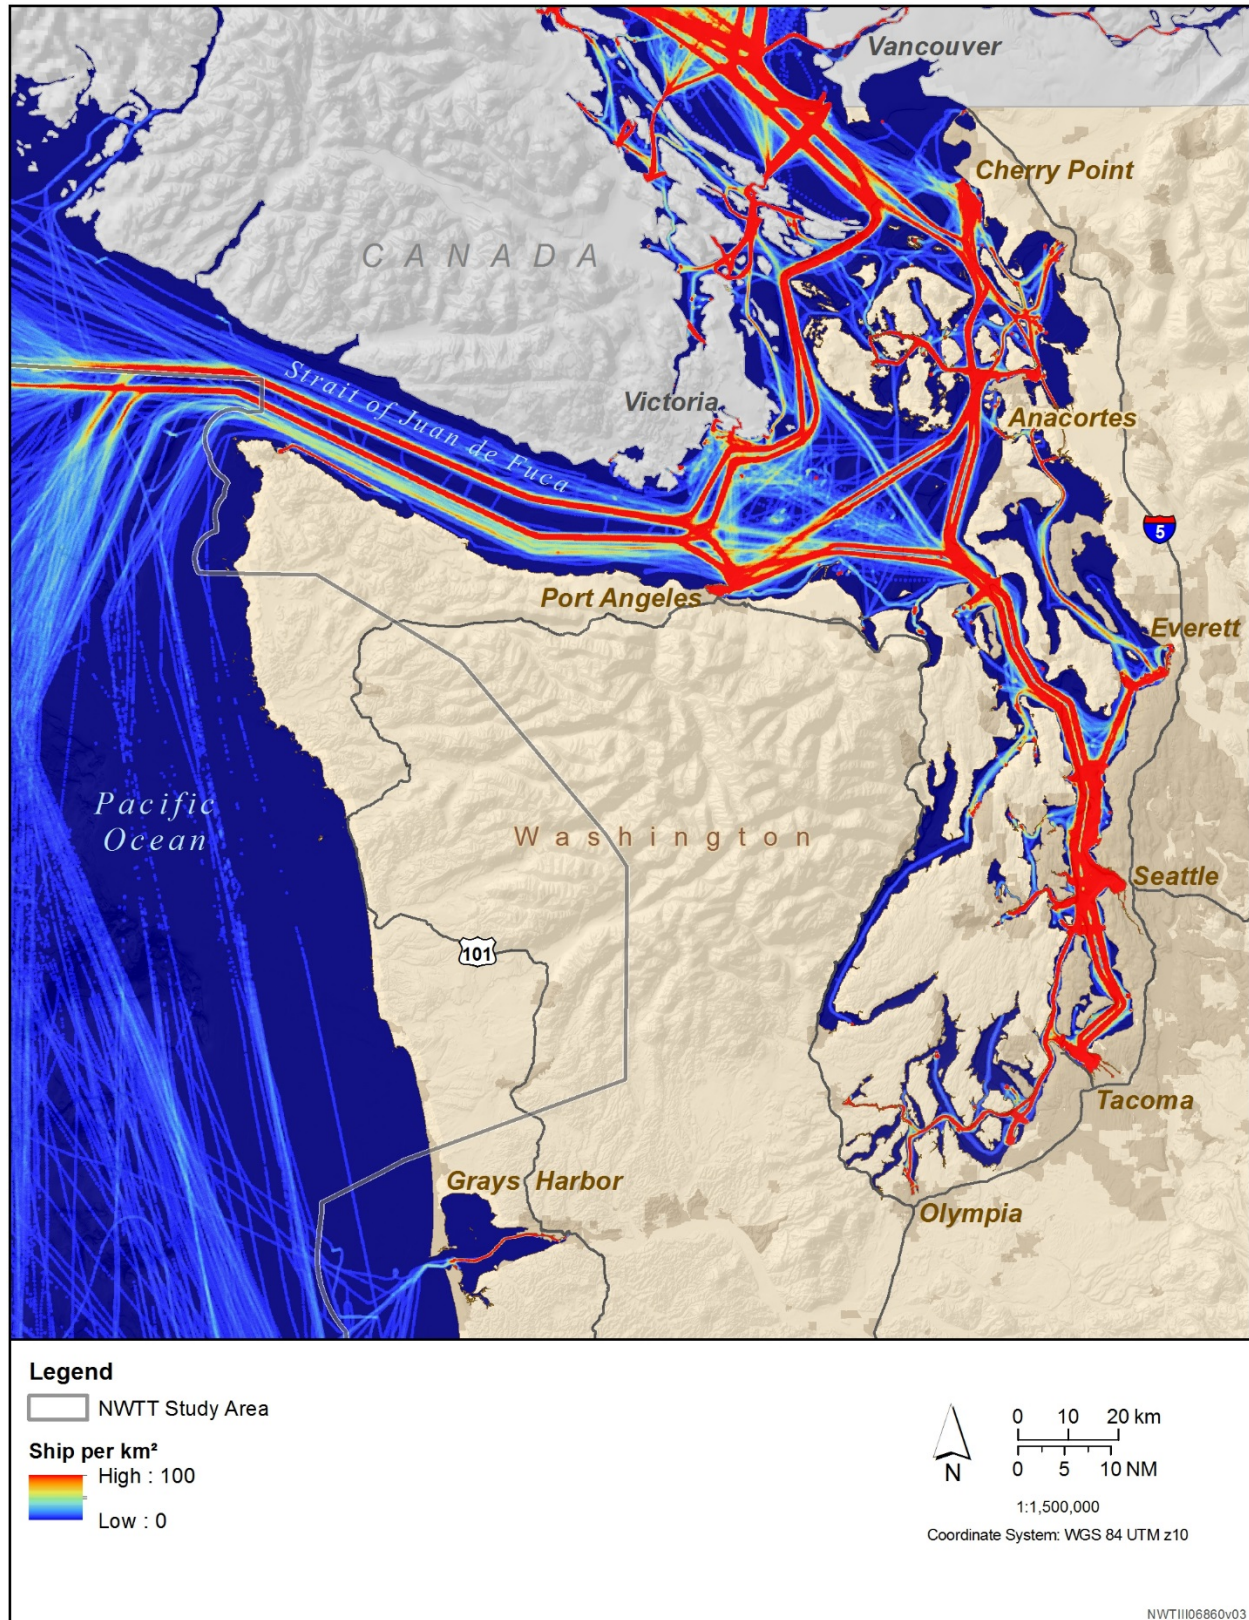 Vancouver
Cherry Point
CANADA
Strait of Juan de Fuca
Victoria
Anacortes
5
Port Angeles
Everett
Pacific
Ocean
Washington
Seattle
101
Tacoma
Grays Harbor
Olympia
Legend
NWTT Study Area
Ship per km²
High : 100
Low : 0
N
0 10 20 km
0 5 10 NM
1:1,500,000
Coordinate System: WGS 84 UTM z10
NWTIII06860v03